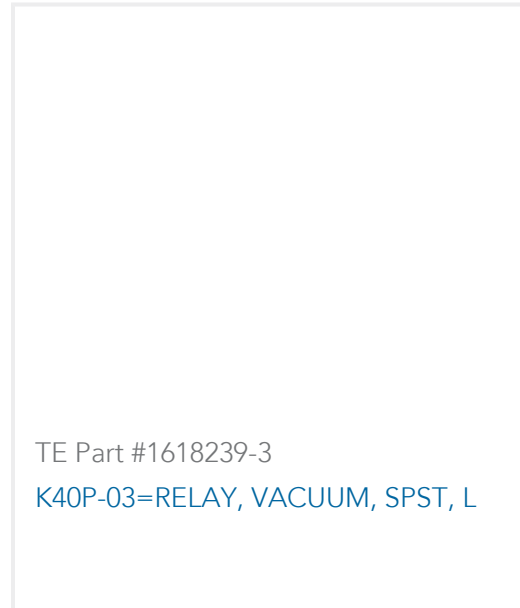 TE Part #1618239-3
K40P-03=RELAY, VACUUM, SPST, L